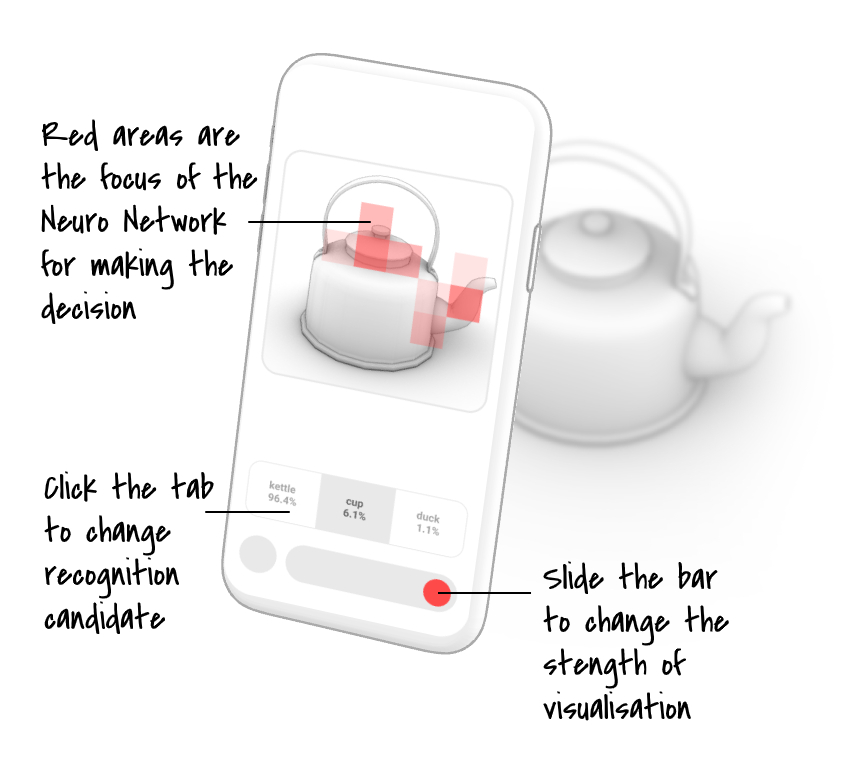 Red areas are
the focus of the
Neuro Network
for making the
decision
Click the tab
to change
recognition
candidate
kettle
96.4%
cup
6.1%
duck
1.1%
Slide the bar
to change the
stength of
visualisation